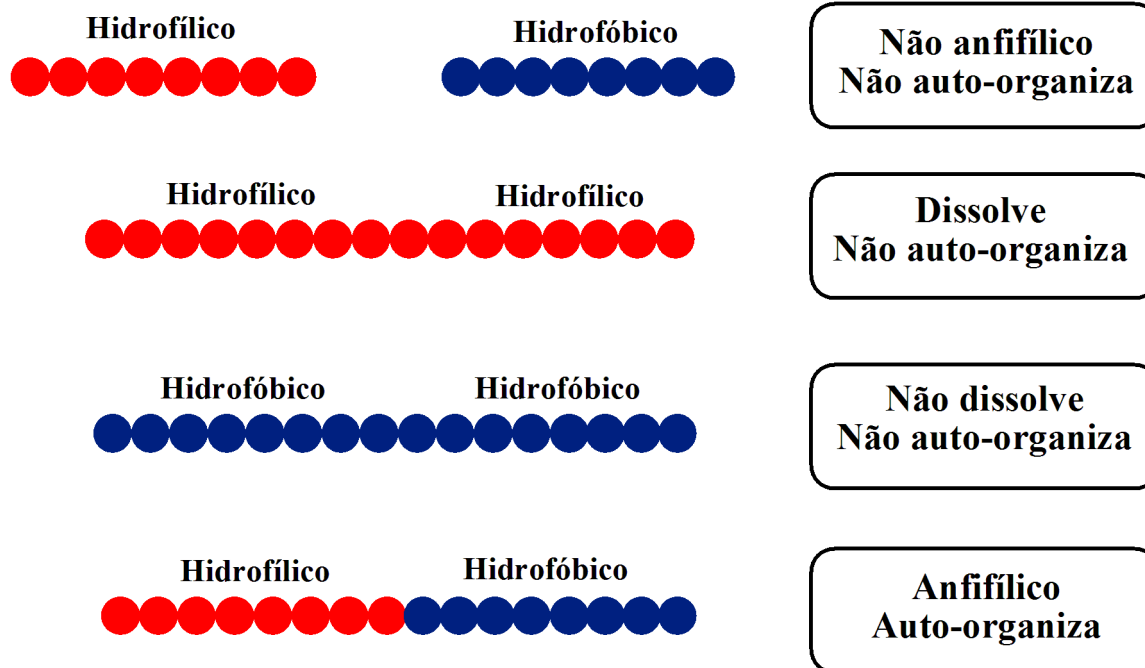 Hidrofílico
Hidrofóbico
Não anfifílico
Não auto-organiza
Hidrofílico
Hidrofílico
Dissolve
Não auto-organiza
Hidrofóbico
Hidrofóbico
Não dissolve
Não auto-organiza
Hidrofílico
Hidrofóbico
Anfifílico
Auto-organiza